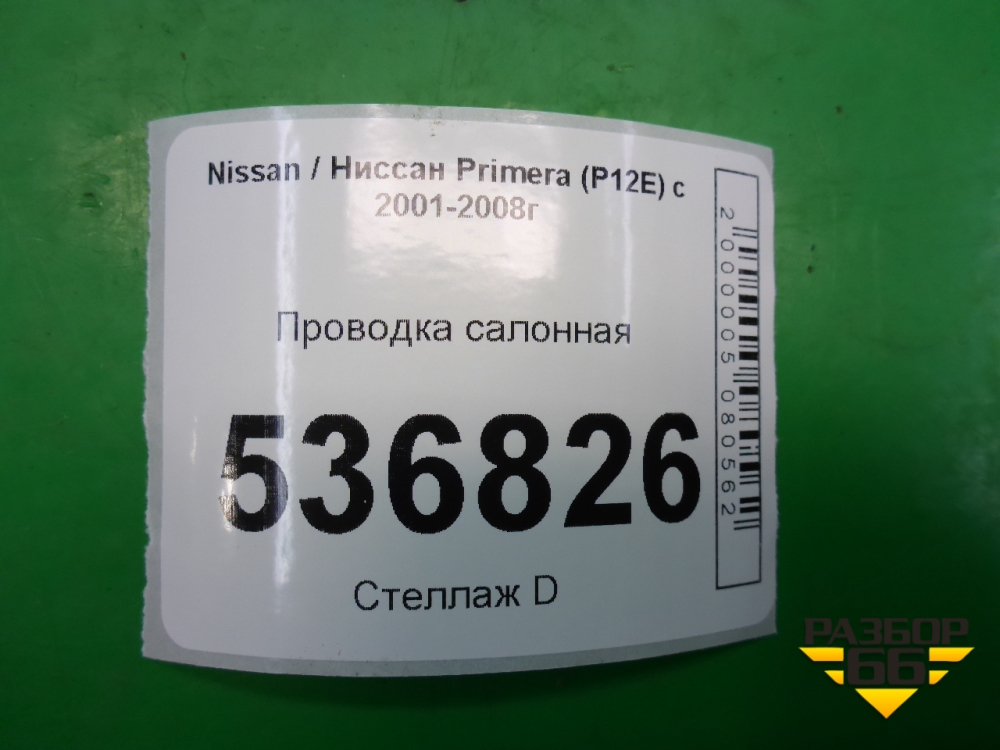 Nissan / Ниссан Primera (P12E) с
2001-2008г
Проводка салонная
536826
Стеллаж D
2000005080562
РАЗБОР
66